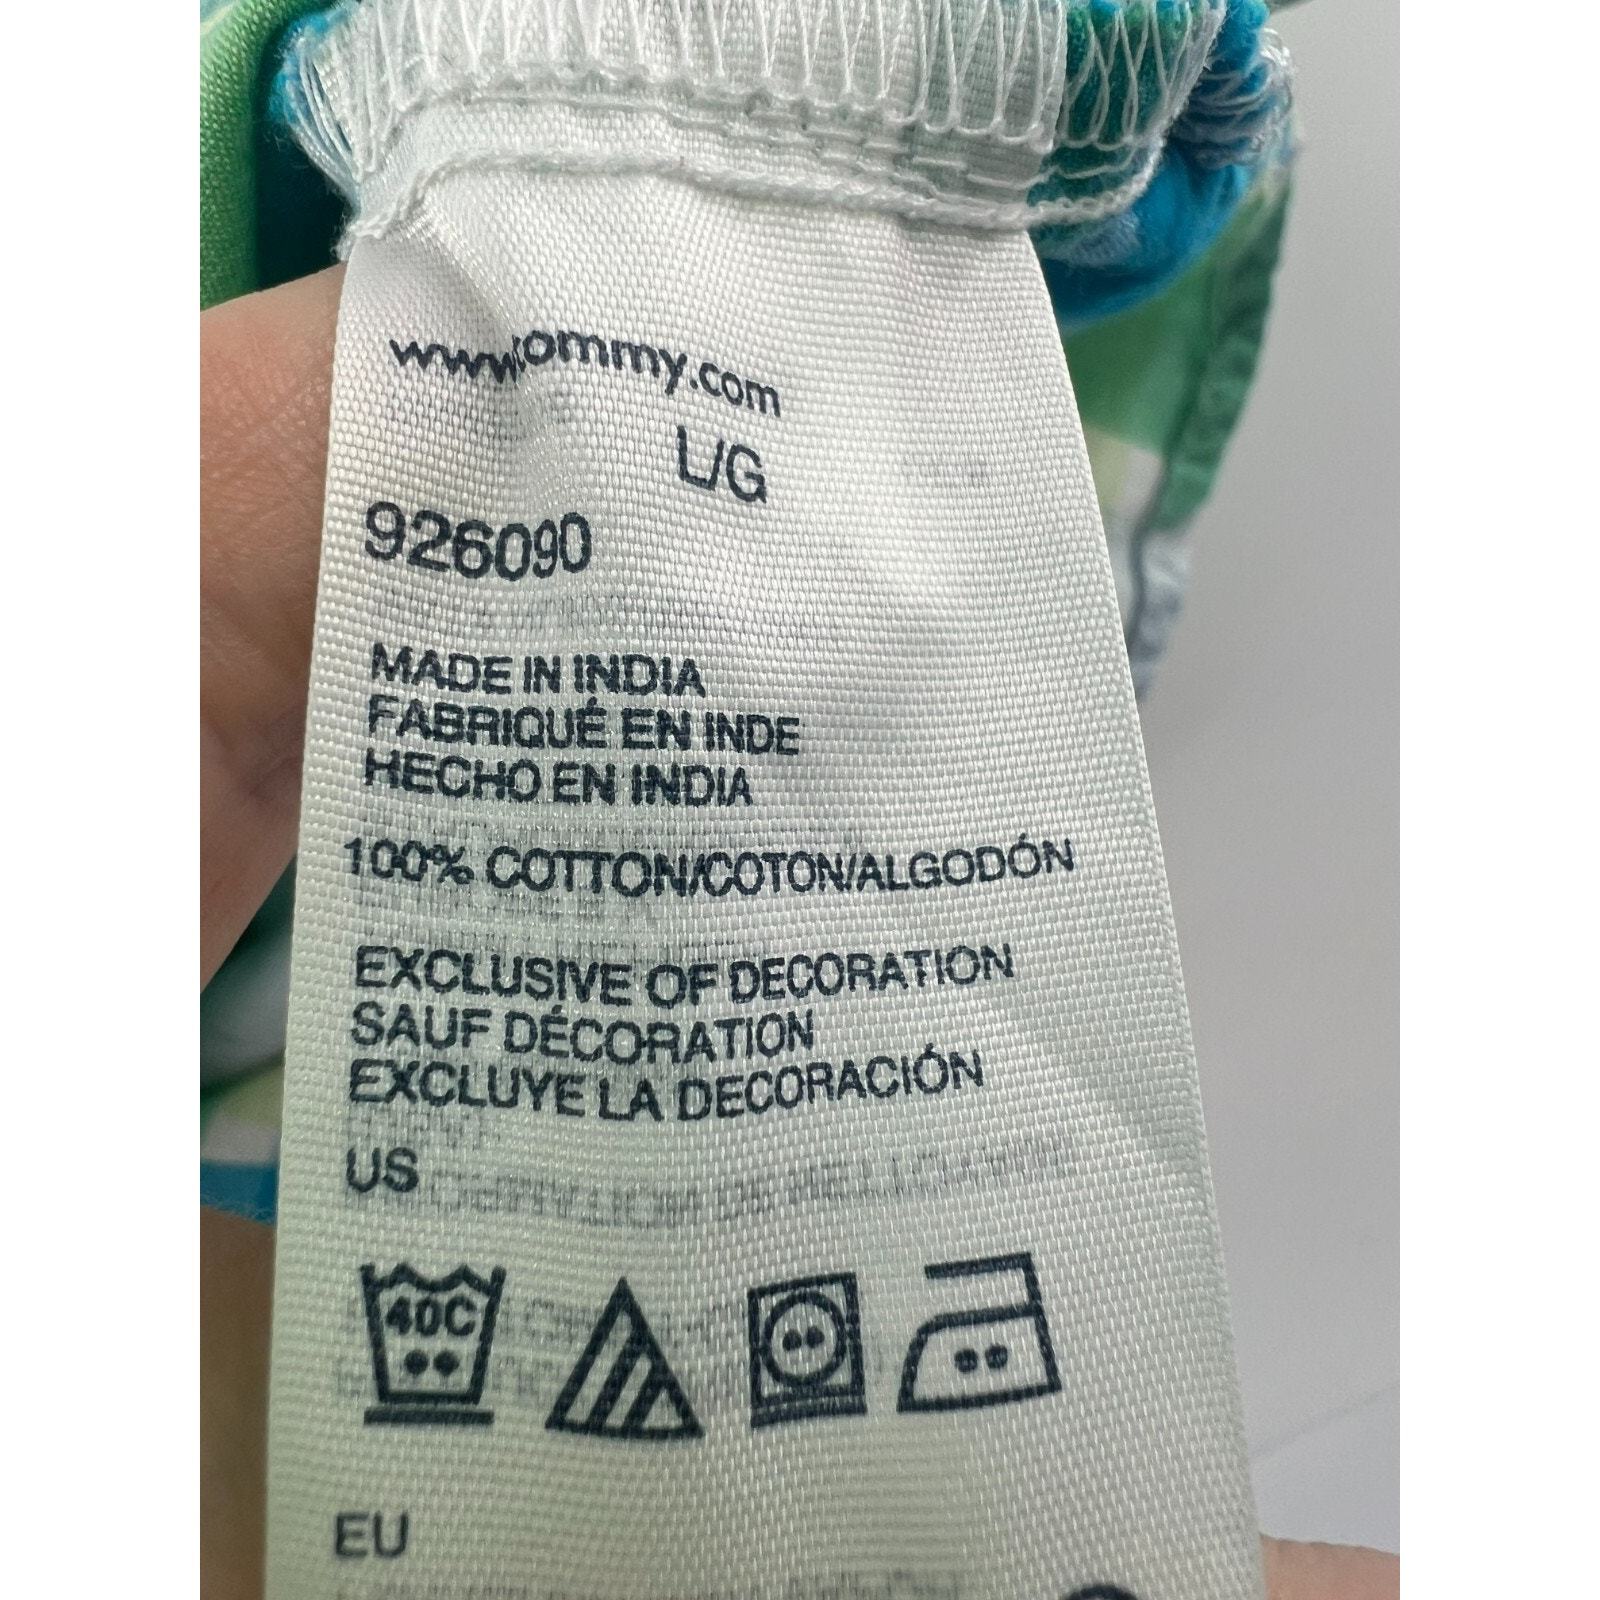 www.tommy.com
L/G
926090
MADE IN INDIA
FABRIQUÉ EN INDE
HECHO EN INDIA
100% COTTON/COTON/ALGODÓN
EXCLUSIVE OF DECORATION
SAUF DÉCORATION
EXCLUYE LA DECORACIÓN
US
40C
EU